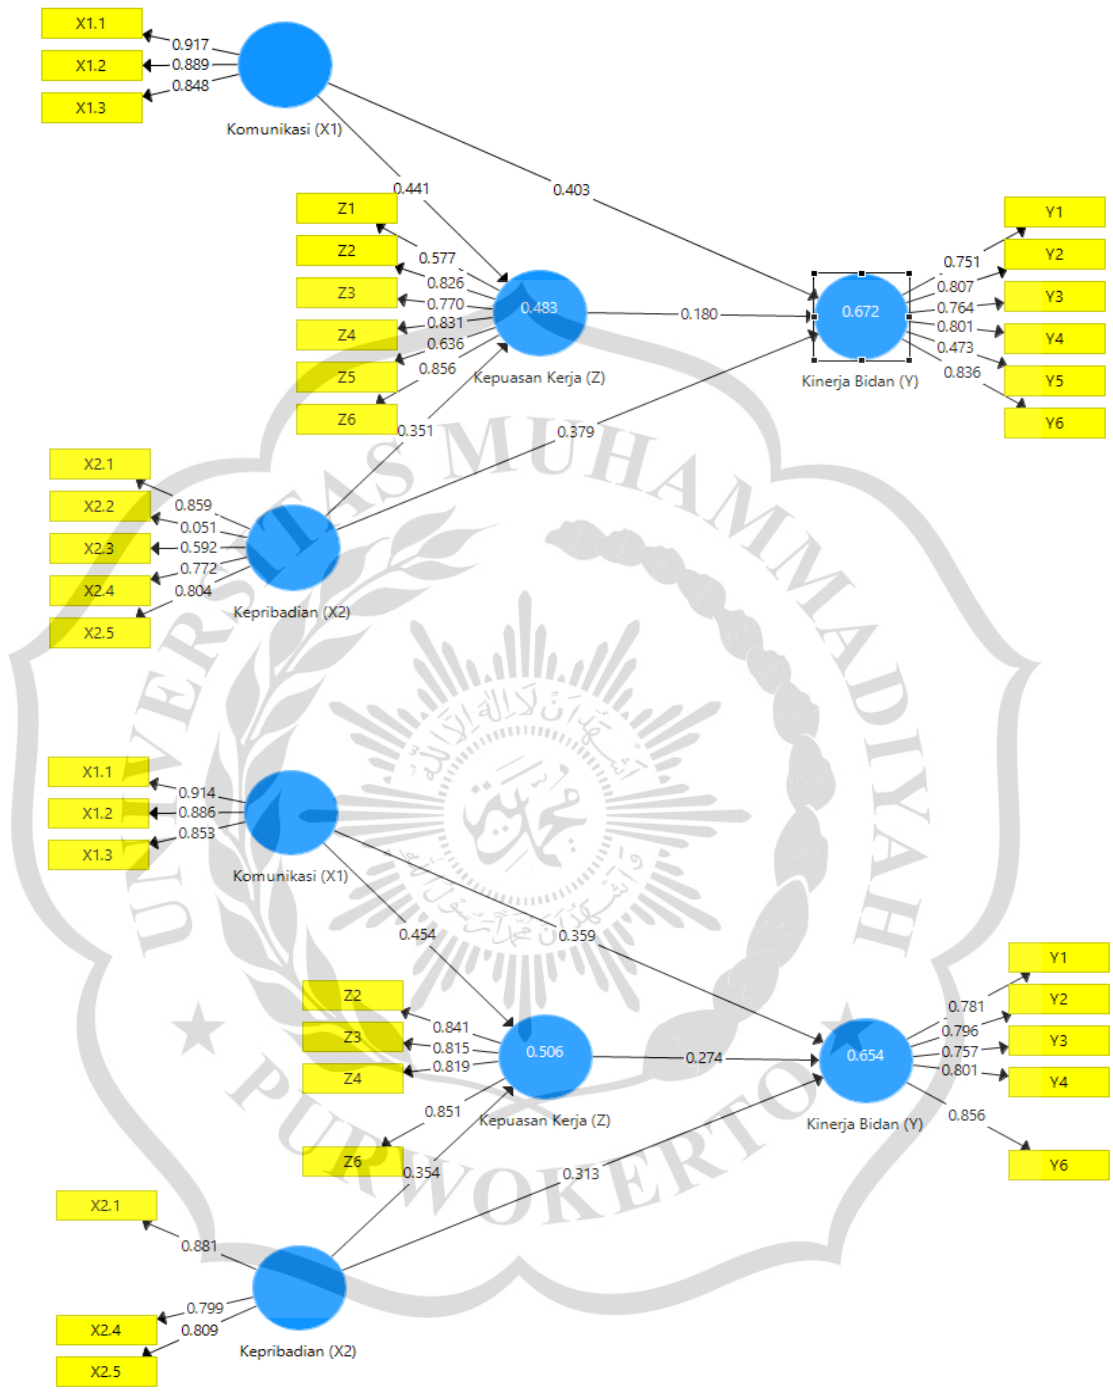 X1.1
0.917
X1.2
0.889
X1.3
0.848
Komunikasi (X1)
0.441
0.403
Z1
0.577
Z2
0.826
Z3
0.770
Z4
0.831
Z5
0.636
Z6
0.856
0.483
Kepuasan Kerja (Z)
0.180
0.672
Kinerja Bidan (Y)
Y1
0.751
Y2
0.807
Y3
0.764
Y4
0.801
Y5
0.473
Y6
0.836
0.351
0.379
X2.1
0.859
X2.2
0.051
X2.3
0.592
X2.4
0.772
X2.5
0.804
Kepribadian (X2)
UNIVERSITAS MUHAMMADIYAH
PURWOKERTO
X1.1
0.914
X1.2
0.886
X1.3
0.853
Komunikasi (X1)
0.454
0.359
Z2
0.841
Z3
0.815
Z4
0.819
Z6
0.851
0.506
Kepuasan Kerja (Z)
0.274
0.654
Kinerja Bidan (Y)
Y1
0.781
Y2
0.796
Y3
0.757
Y4
0.801
Y6
0.856
0.354
0.313
X2.1
0.881
X2.4
0.799
X2.5
0.809
Kepribadian (X2)